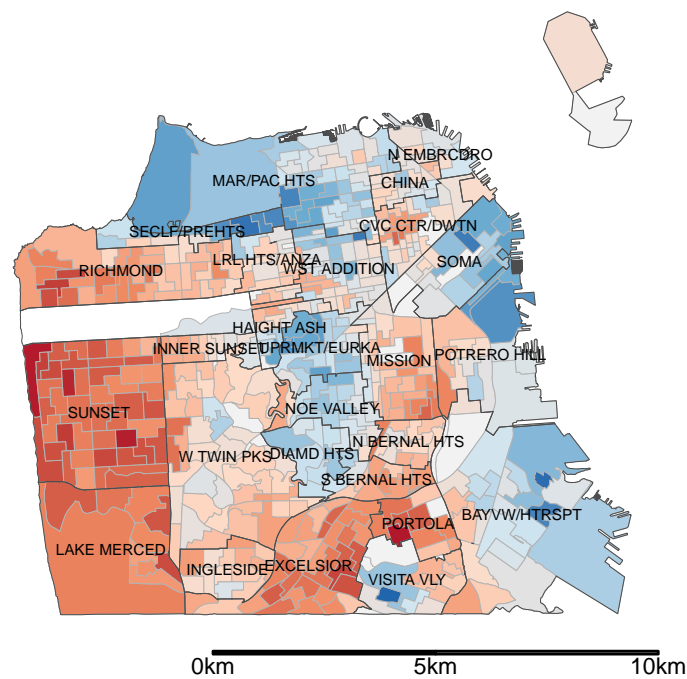 N EMBRCDRO
MAR/PAC HTS
CHINA
CVC CTR/DWTN
SECLF/PREHTS
LRL HTS/ANZA
SOMA
RICHMOND
WST ADDITION
HAIGHT ASH
INNER SUNSET
UPRMKT/EURKA
MISSION
POTRERO HILL
SUNSET
NOE VALLEY
N BERNAL HTS
W TWIN PKS
DIAMD HTS
S BERNAL HTS
BAYVW/HTRSPT
PORTOLA
LAKE MERCED
INGLESIDE
EXCELSIOR
VISITA VLY
0km 5km 10km